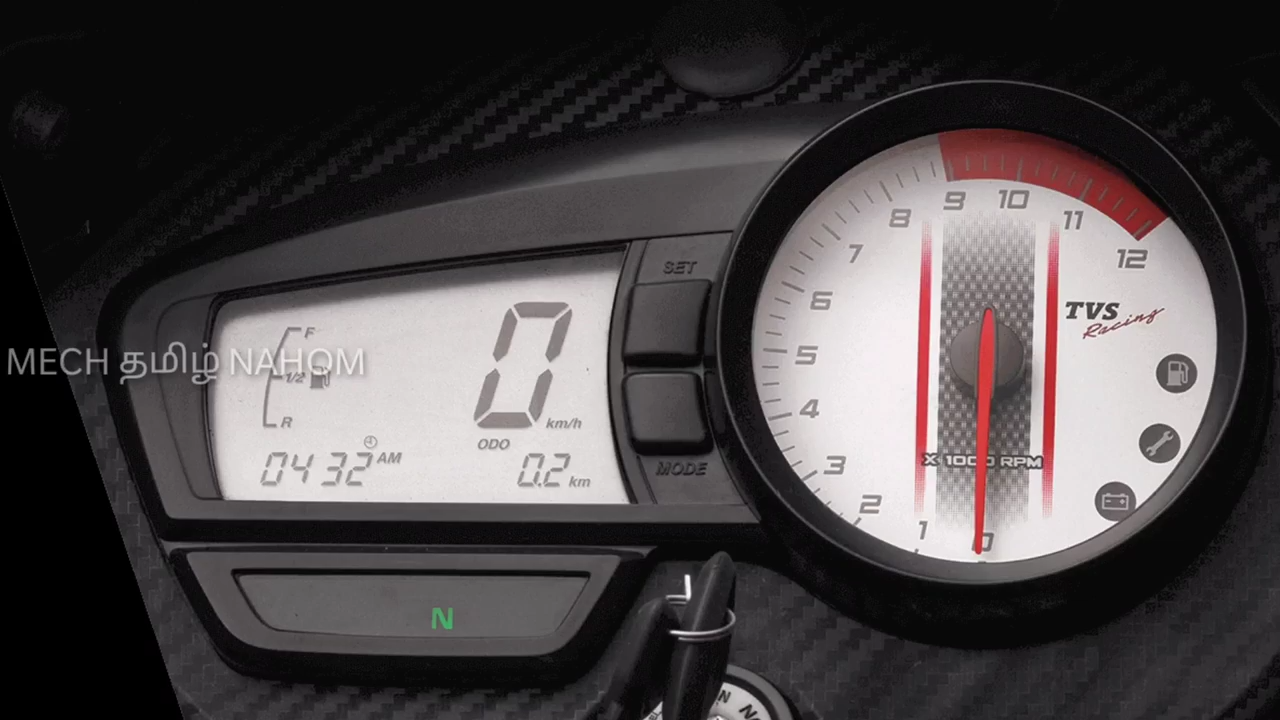 MECH தமிழ் NAHOM
F
1/2
R
04 32 AM
0
km/h
ODO
0.2 km
SET
MODE
N
0
1
2
3
4
5
6
7
8
9
10
11
12
X 1000 RPM
TVS
Racing